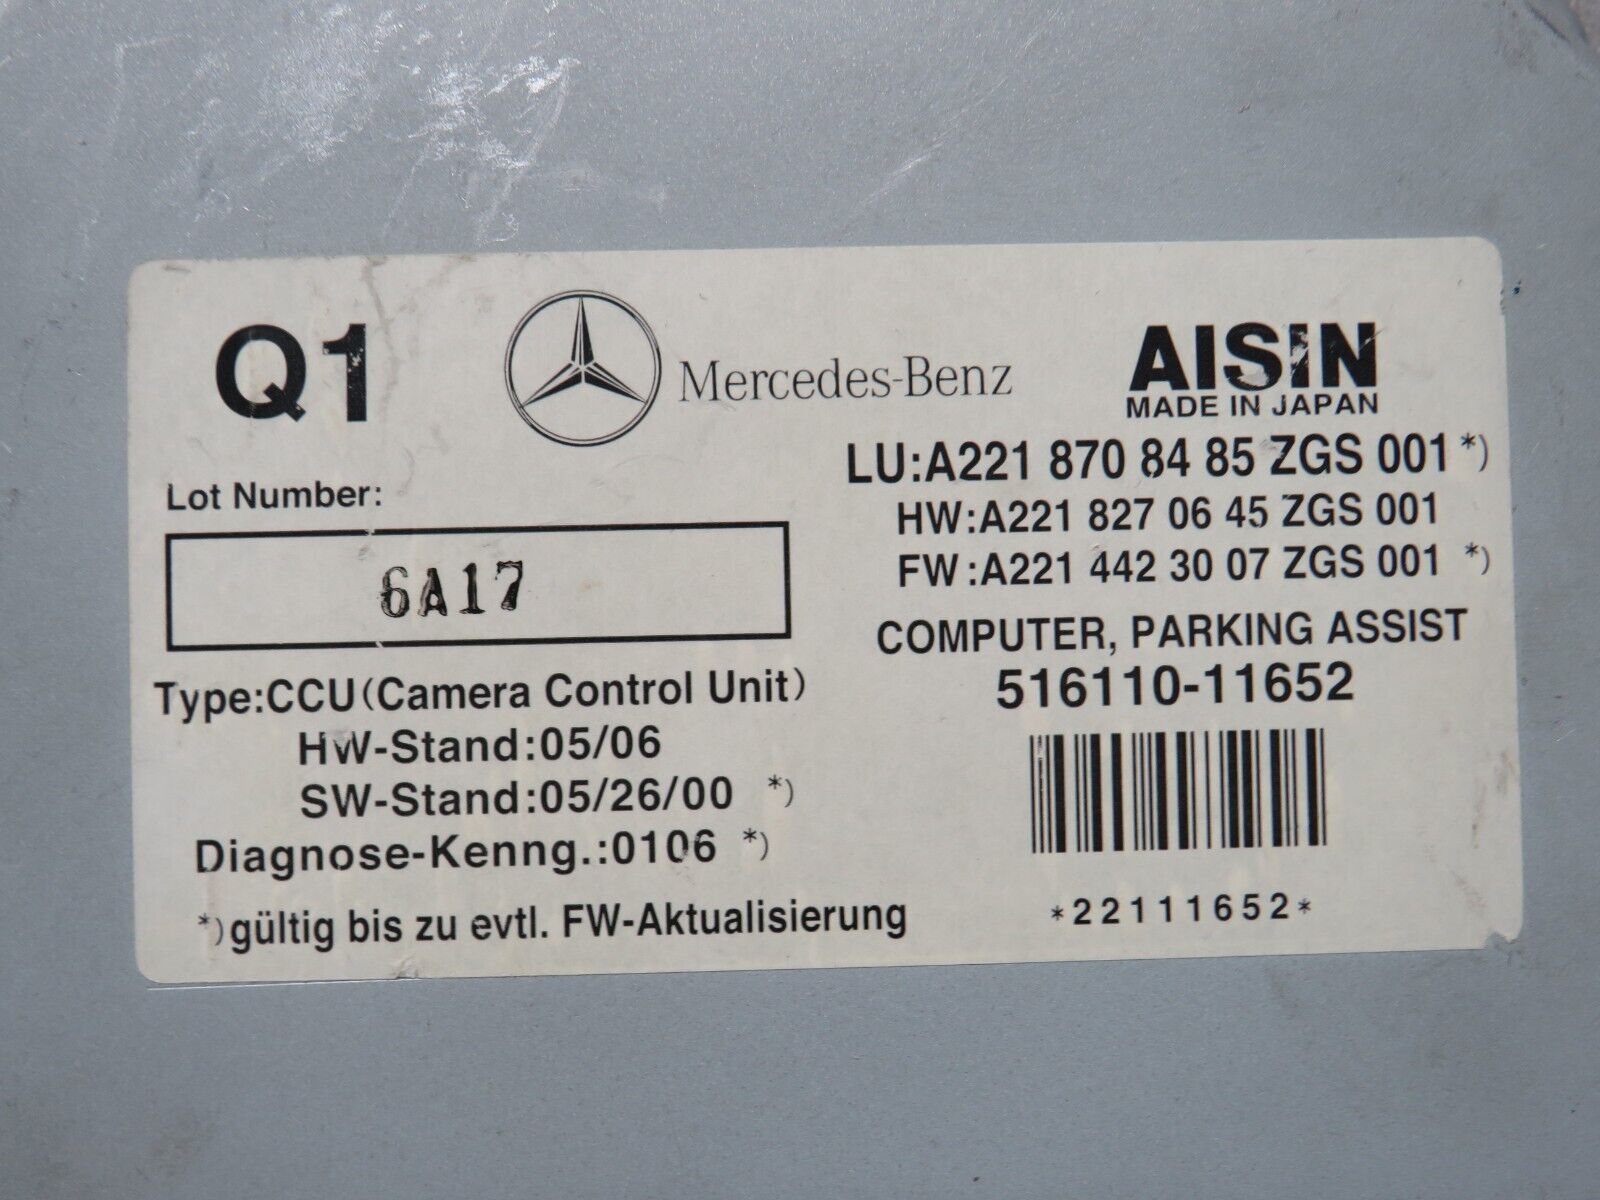 Q1
Mercedes-Benz
AISIN
MADE IN JAPAN
LU:A221 870 84 85 ZGS 001*)
HW:A221 827 06 45 ZGS 001
FW:A221 442 30 07 ZGS 001 *)
COMPUTER, PARKING ASSIST
516110-11652
*22111652*
Lot Number:
6A17
Type:CCU(Camera Control Unit)
HW-Stand:05/06
SW-Stand:05/26/00 *)
Diagnose-Kenng.:0106 *)
*)gültig bis zu evtl. FW-Aktualisierung